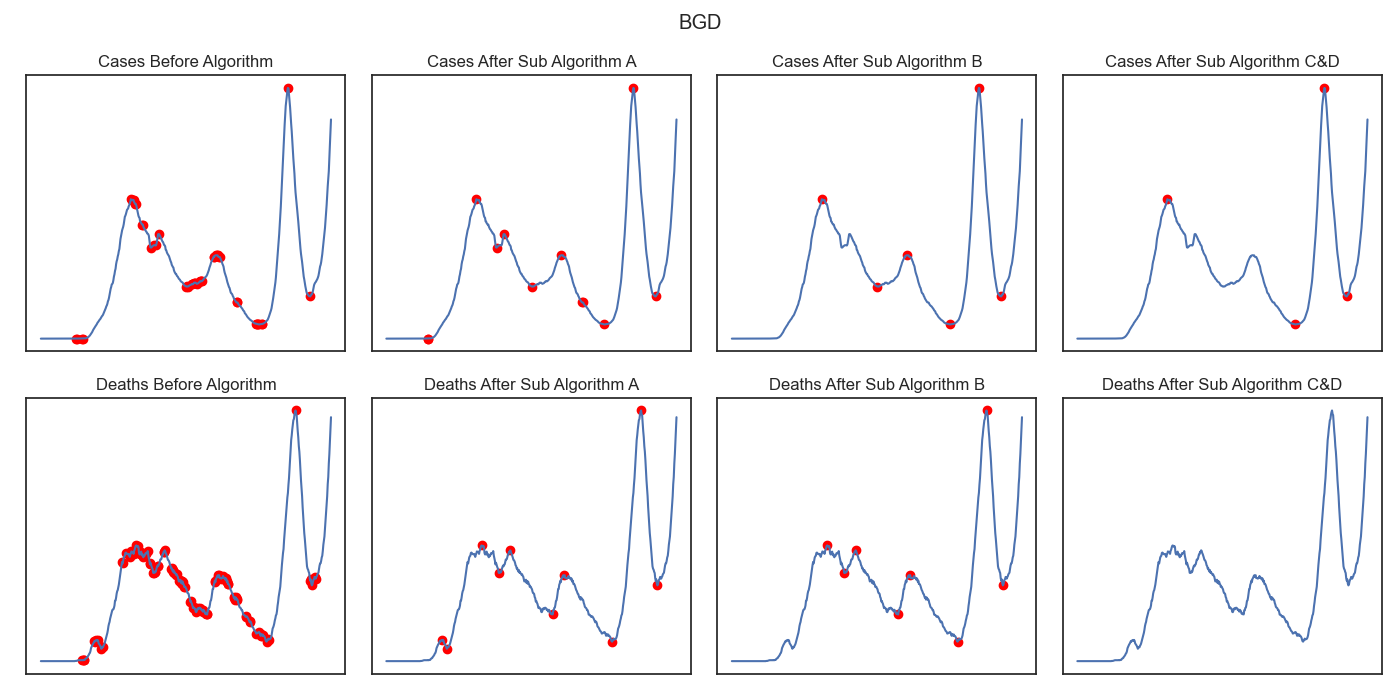 BGD
Cases Before Algorithm
Cases After Sub Algorithm A
Cases After Sub Algorithm B
Cases After Sub Algorithm C&D
Deaths Before Algorithm
Deaths After Sub Algorithm A
Deaths After Sub Algorithm B
Deaths After Sub Algorithm C&D